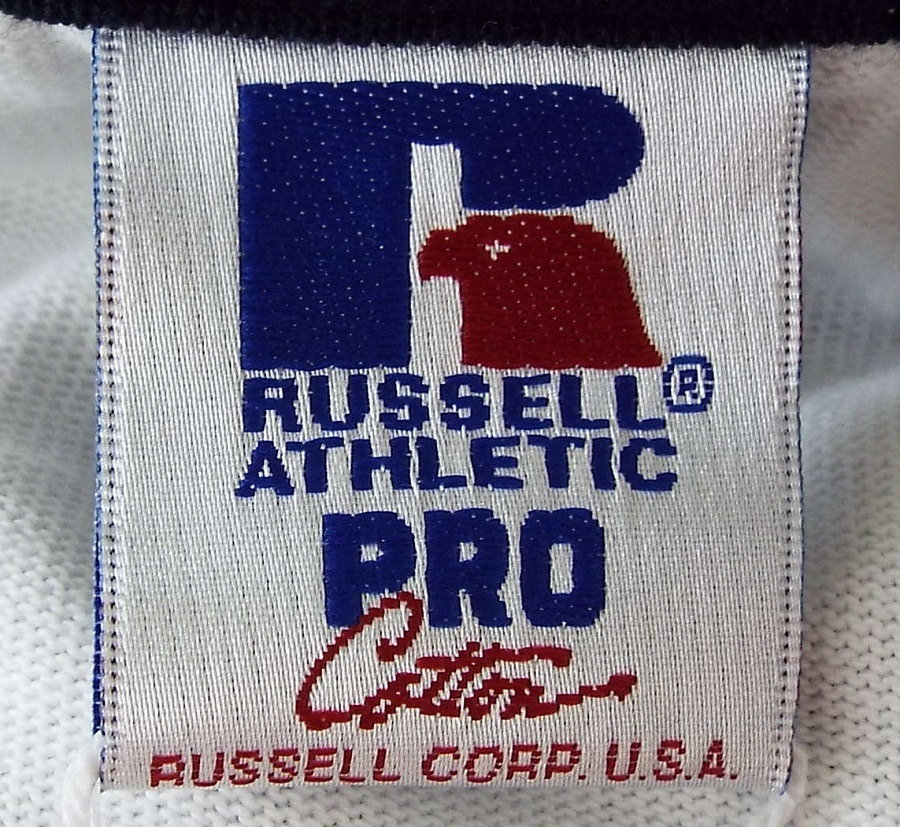 RUSSELL®
ATHLETIC
PRO
Cotton
RUSSELL CORP. U.S.A.